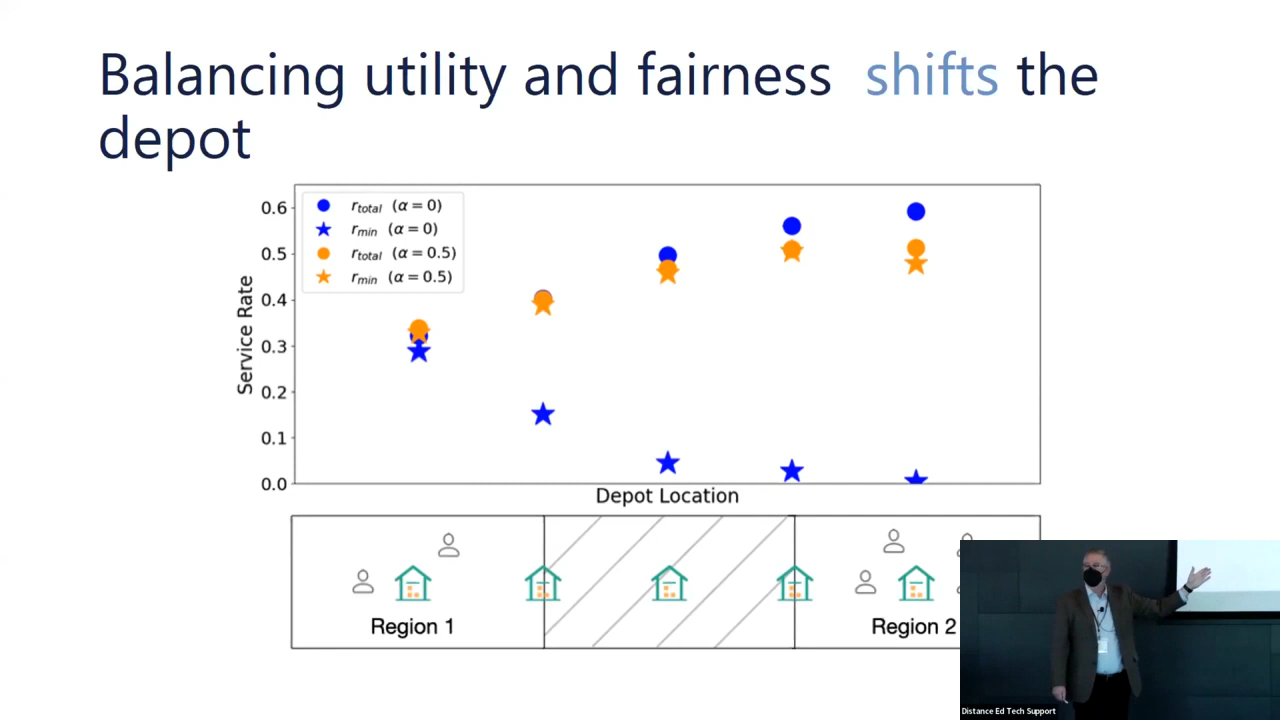 Balancing utility and fairness shifts the
depot
r_total (α = 0)
r_min (α = 0)
r_total (α = 0.5)
r_min (α = 0.5)
Service Rate
0.6
0.5
0.4
0.3
0.2
0.1
0.0
Depot Location
Region 1
Region 2
Distance Ed Tech Support